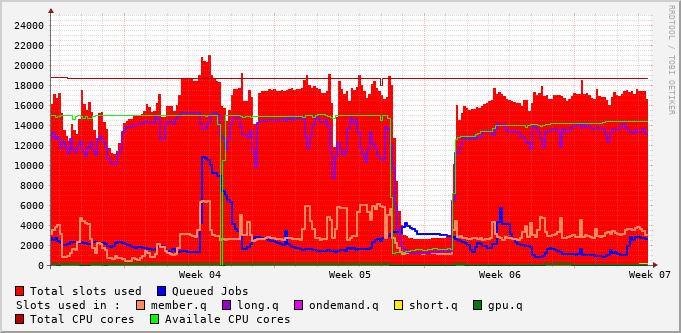 RRDTOOL / TOBI OETIKER
24000
22000
20000
18000
16000
14000
12000
10000
8000
6000
4000
2000
0
Week 04 Week 05 Week 06 Week 07
Total slots used Queued Jobs
Slots used in : member.q long.q ondemand.q short.q gpu.q
Total CPU cores Availale CPU cores